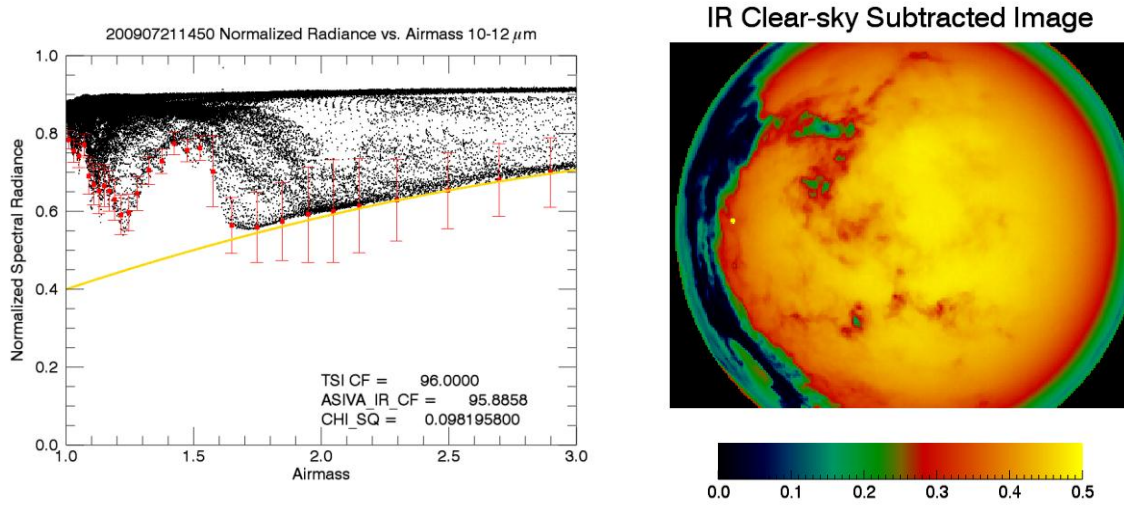 200907211450 Normalized Radiance vs. Airmass 10-12 μm
Normalized Spectral Radiance
1.0
0.8
0.6
0.4
0.2
0.0
TSI CF = 96.0000
ASIVA_IR_CF = 95.8858
CHI_SQ = 0.098195800
1.0 1.5 2.0 2.5 3.0
Airmass
IR Clear-sky Subtracted Image
0.0 0.1 0.2 0.3 0.4 0.5